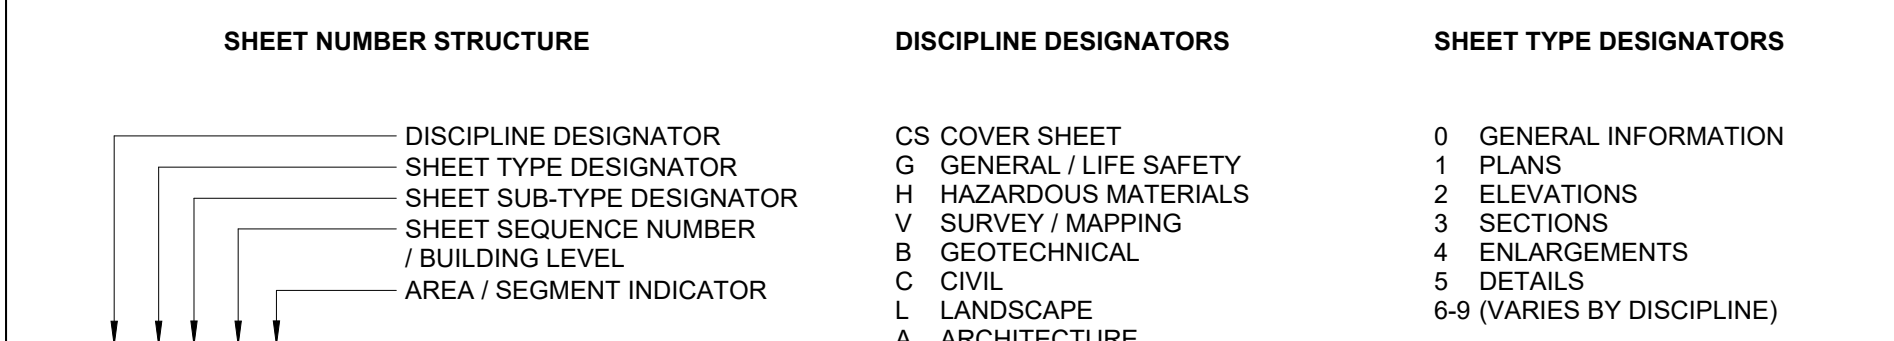 SHEET NUMBER STRUCTURE
DISCIPLINE DESIGNATOR
SHEET TYPE DESIGNATOR
SHEET SUB-TYPE DESIGNATOR
SHEET SEQUENCE NUMBER
/ BUILDING LEVEL
AREA / SEGMENT INDICATOR
DISCIPLINE DESIGNATORS
CS COVER SHEET
G GENERAL / LIFE SAFETY
H HAZARDOUS MATERIALS
V SURVEY / MAPPING
B GEOTECHNICAL
C CIVIL
L LANDSCAPE
A ARCHITECTURE
SHEET TYPE DESIGNATORS
0 GENERAL INFORMATION
1 PLANS
2 ELEVATIONS
3 SECTIONS
4 ENLARGEMENTS
5 DETAILS
6-9 (VARIES BY DISCIPLINE)